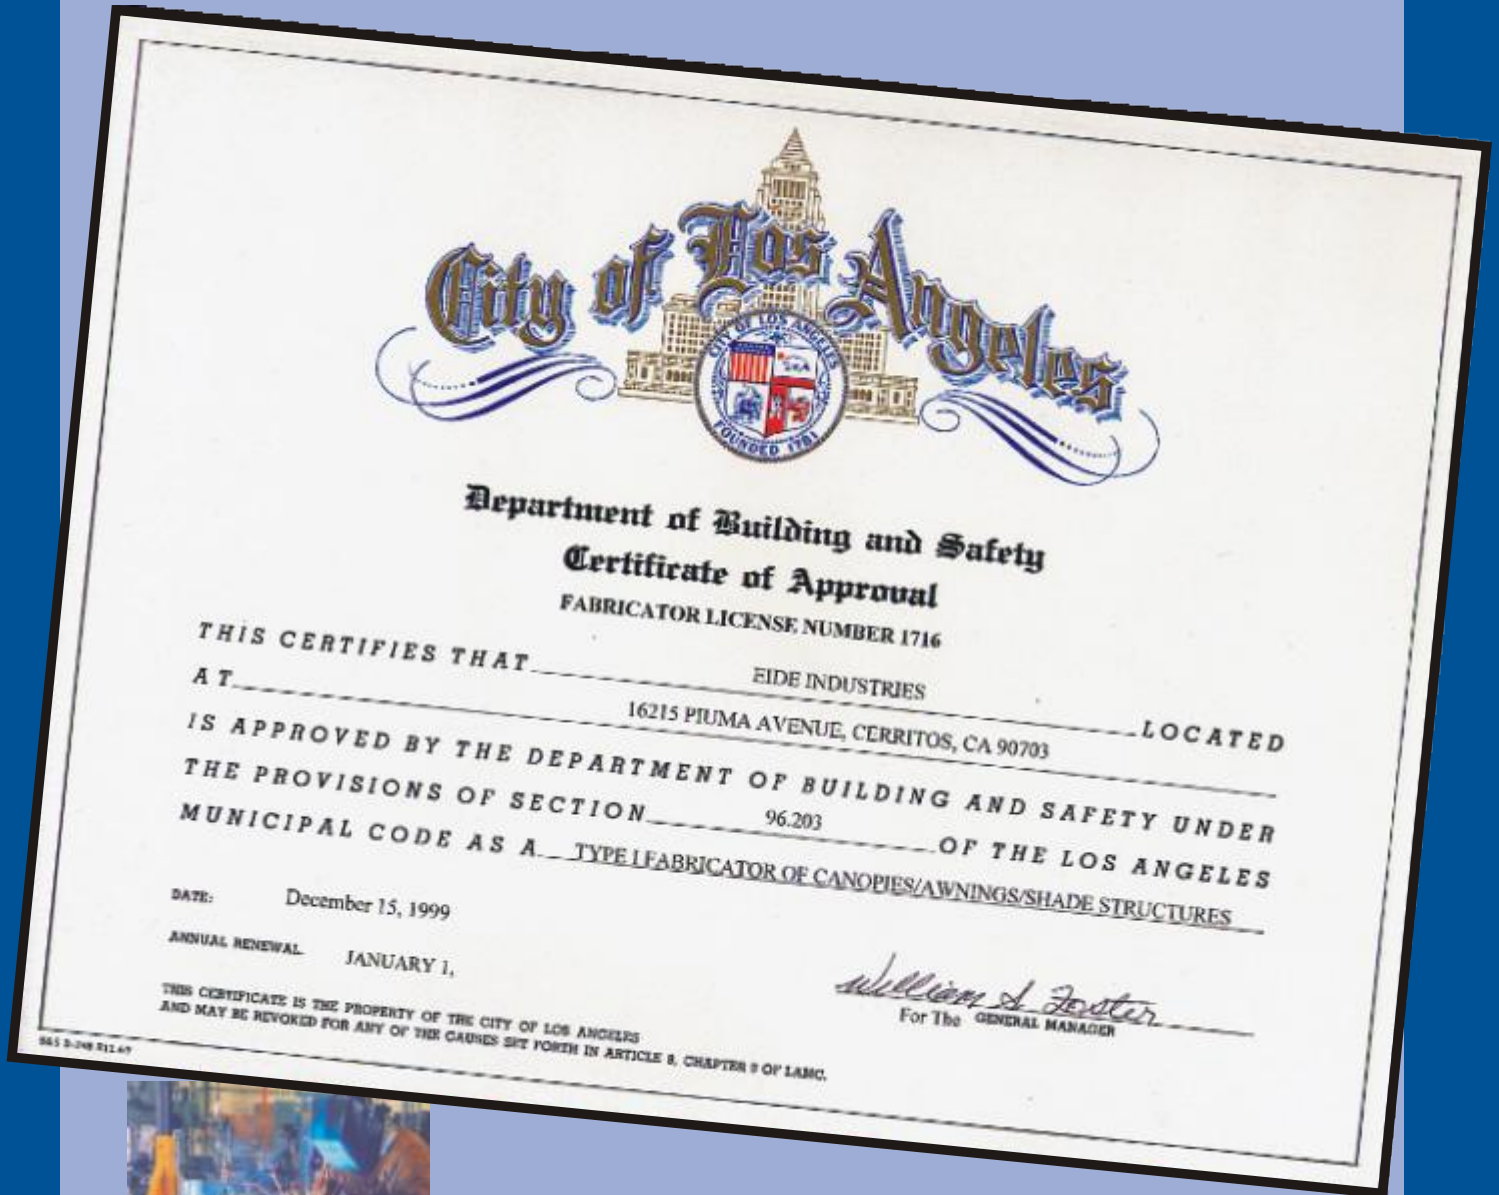 City of Los Angeles
CITY OF LOS ANGELES
FOUNDED 1781
Department of Building and Safety
Certificate of Approval
FABRICATOR LICENSE NUMBER 1716
THIS CERTIFIES THAT EIDE INDUSTRIES LOCATED
AT 16215 PIUMA AVENUE, CERRITOS, CA 90703
IS APPROVED BY THE DEPARTMENT OF BUILDING AND SAFETY UNDER
THE PROVISIONS OF SECTION 96.203 OF THE LOS ANGELES
MUNICIPAL CODE AS A TYPE I FABRICATOR OF CANOPIES/AWNINGS/SHADE STRUCTURES
DATE: December 15, 1999
ANNUAL RENEWAL JANUARY 1,
William A. Forster
For The GENERAL MANAGER
THIS CERTIFICATE IS THE PROPERTY OF THE CITY OF LOS ANGELES
AND MAY BE REVOKED FOR ANY OF THE CAUSES SET FORTH IN ARTICLE 8, CHAPTER 9 OF LAMC.